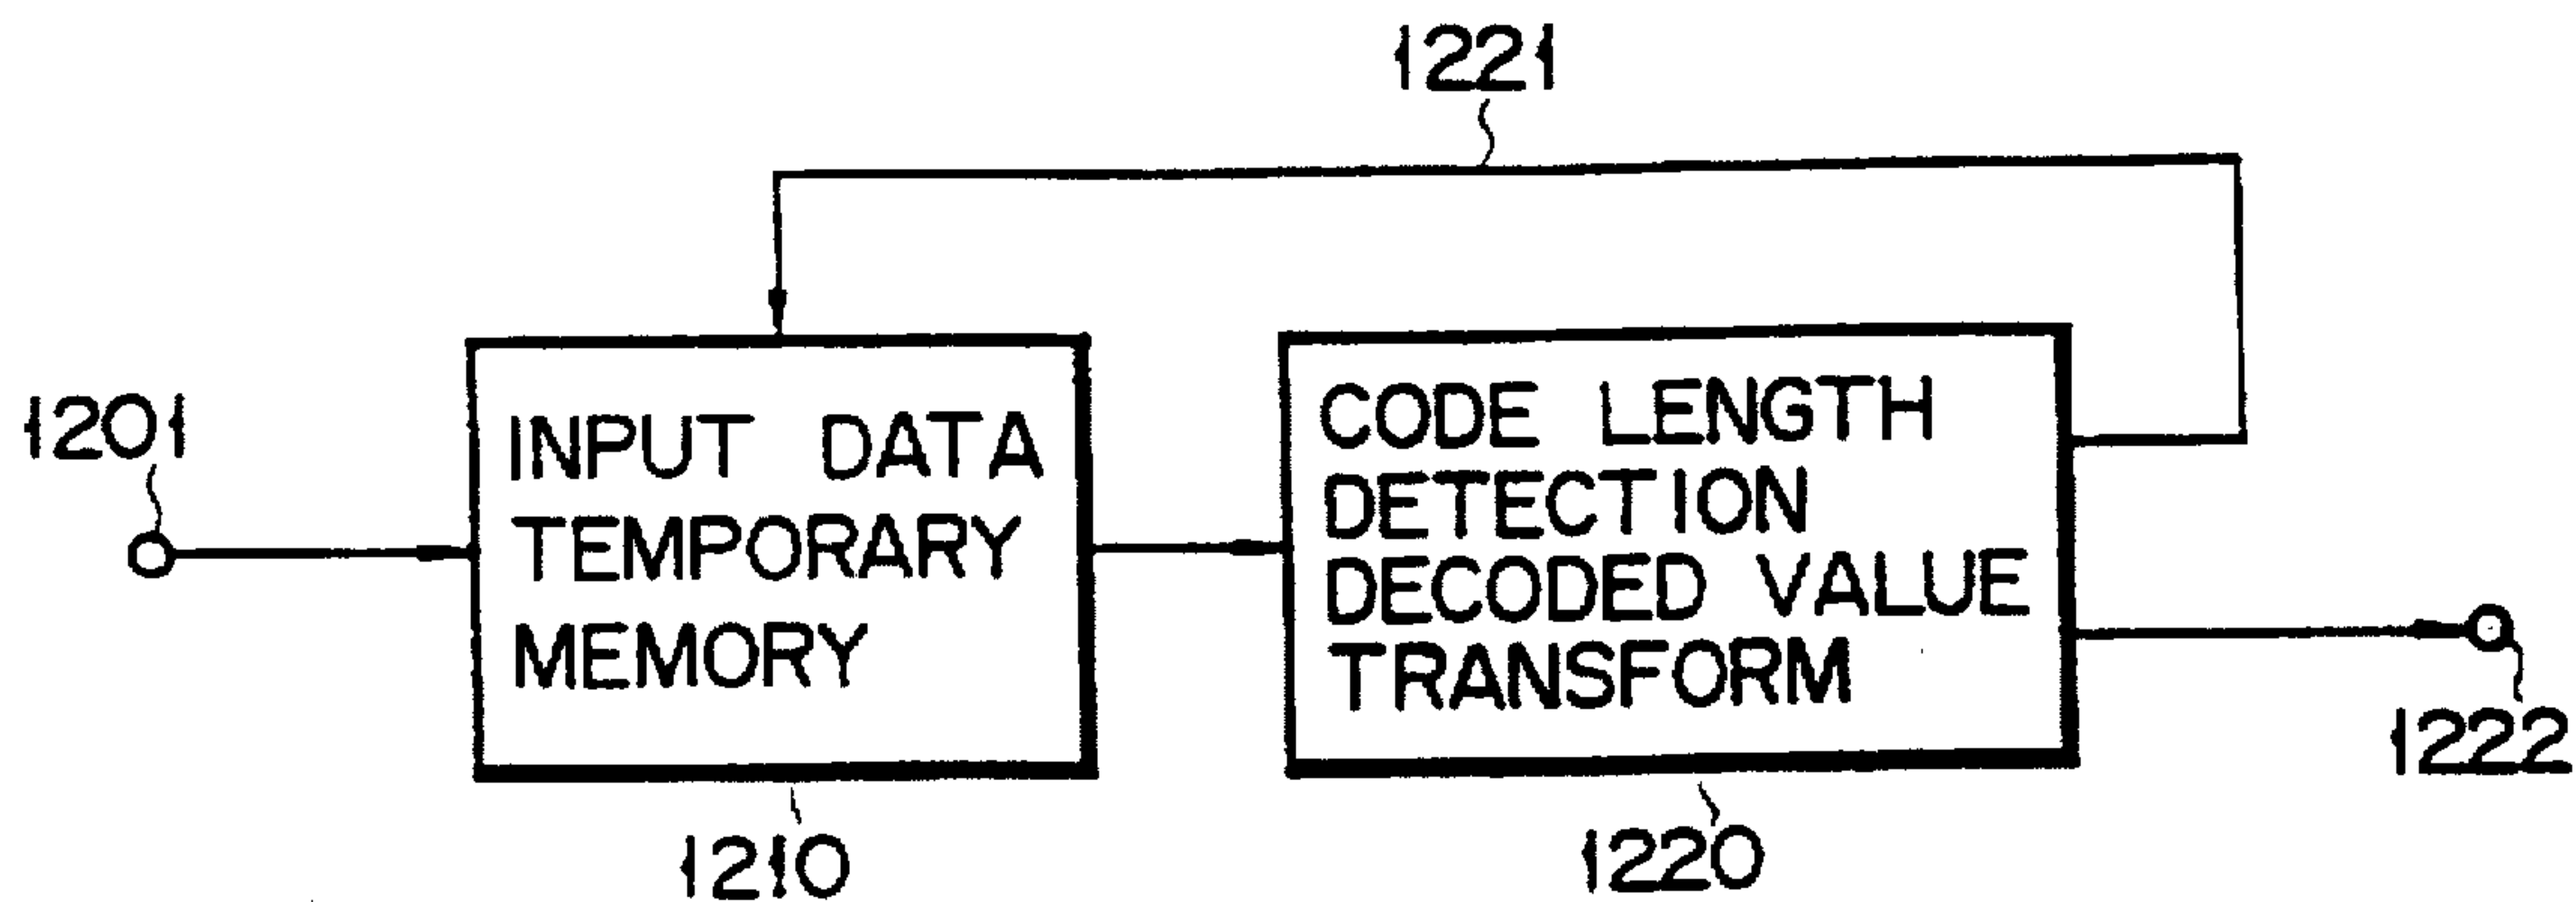 1221
1201
INPUT DATA
TEMPORARY
MEMORY
CODE LENGTH
DETECTION
DECODED VALUE
TRANSFORM
1222
1210
1220